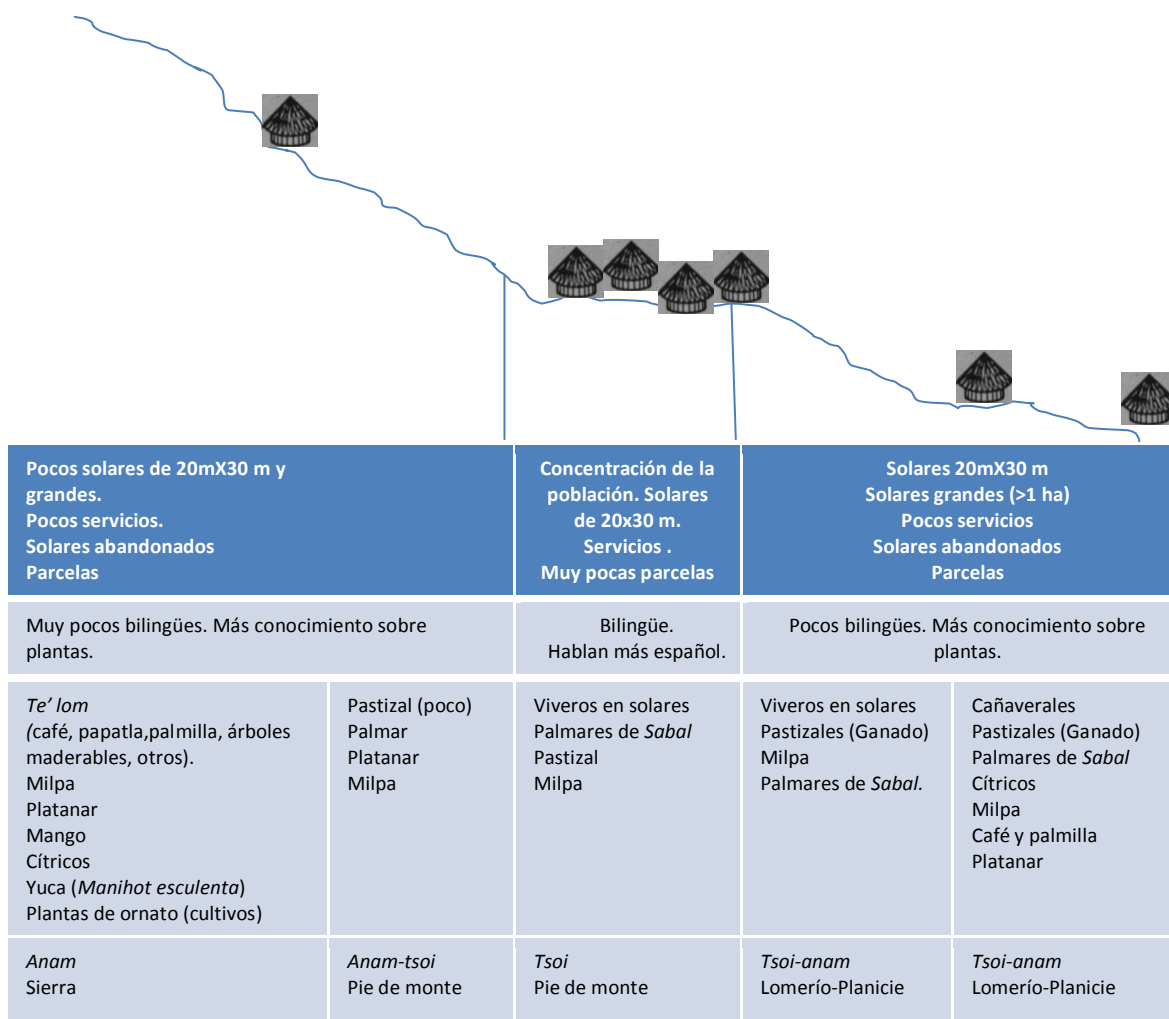 Pocos solares de 20mX30 m y
grandes.
Pocos servicios.
Solares abandonados
Parcelas
Concentración de la
población. Solares
de 20x30 m.
Servicios .
Muy pocas parcelas
Solares 20mX30 m
Solares grandes (>1 ha)
Pocos servicios
Solares abandonados
Parcelas
Muy pocos bilingües. Más conocimiento sobre
plantas.
Bilingüe.
Hablan más español.
Pocos bilingües. Más conocimiento sobre
plantas.
Te’ lom
(café, papatla,palmilla, árboles
maderables, otros).
Milpa
Platanar
Mango
Cítricos
Yuca (Manihot esculenta)
Plantas de ornato (cultivos)
Pastizal (poco)
Palmar
Platanar
Milpa
Viveros en solares
Palmares de Sabal
Pastizal
Milpa
Viveros en solares
Pastizales (Ganado)
Milpa
Palmares de Sabal.
Cañaverales
Pastizales (Ganado)
Palmares de Sabal
Cítricos
Milpa
Café y palmilla
Platanar
Anam
Sierra
Anam-tsoi
Pie de monte
Tsoi
Pie de monte
Tsoi-anam
Lomerío-Planicie
Tsoi-anam
Lomerío-Planicie